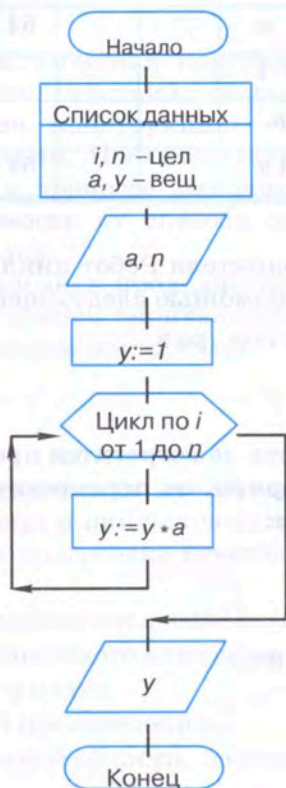 Начало
Список данных
i, n – цел
a, y – вещ
a, n
y:=1
Цикл по i
от 1 до n
y:=y*a
y
Конец